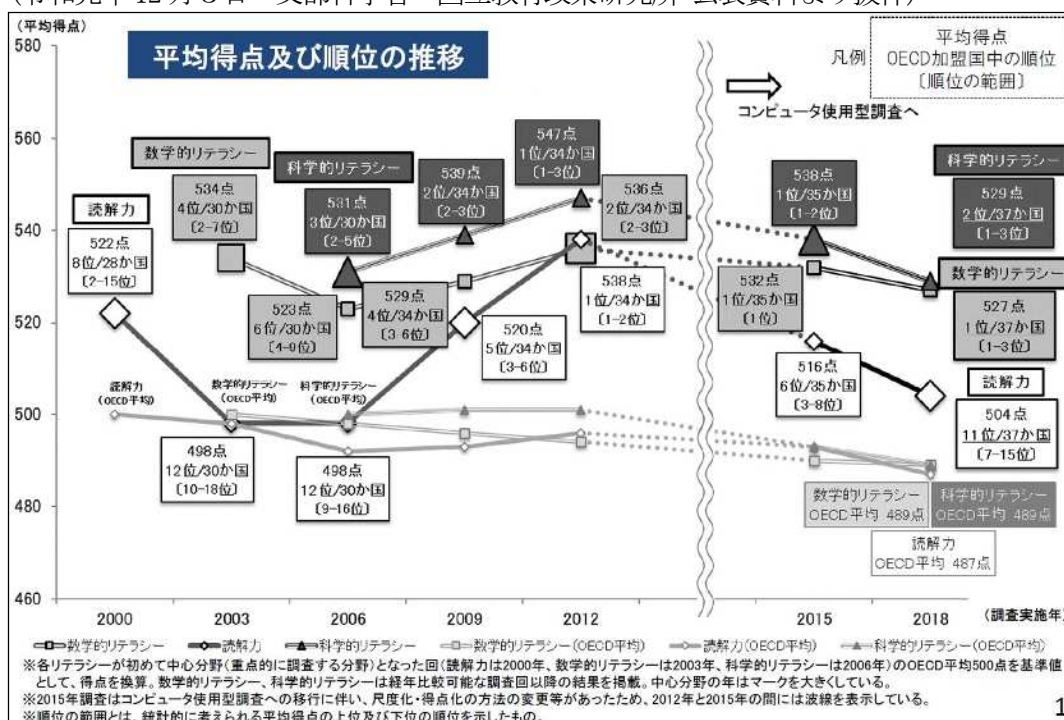 (平均得点)
580
560
540
520
500
480
460
平均得点及び順位の推移
凡例
平均得点
OECD加盟国中の順位
〔順位の範囲〕
コンピュータ使用型調査へ
読解力
522点
8位/28か国
〔2-15位〕
数学的リテラシー
534点
4位/30か国
〔2-7位〕
科学的リテラシー
531点
3位/30か国
〔2-5位〕
539点
2位/34か国
〔2-3位〕
547点
1位/34か国
〔1-3位〕
536点
2位/34か国
〔2-3位〕
538点
1位/35か国
〔1-2位〕
科学的リテラシー
529点
2位/37か国
〔1-3位〕
523点
6位/30か国
529点
4位/34か国
〔3-6位〕
520点
5位/34か国
〔3-6位〕
538点
1位/34か国
〔1-2位〕
532点
1位/35か国
〔1位〕
数学的リテラシー
527点
1位/37か国
〔1-3位〕
516点
6位/35か国
〔3-8位〕
読解力
504点
11位/37か国
〔7-15位〕
読解力
(OECD平均)
数学的リテラシー
(OECD平均)
科学的リテラシー
(OECD平均)
498点
12位/30か国
〔10-18位〕
498点
12位/30か国
〔9-16位〕
数学的リテラシー
OECD平均 489点
科学的リテラシー
OECD平均 489点
読解力
OECD平均 487点
2000 2003 2006 2009 2012 2015 2018 (調査実施年)
数学的リテラシー 読解力 科学的リテラシー 数学的リテラシー(OECD平均) 読解力(OECD平均) 科学的リテラシー(OECD平均)
※各リテラシーが初めて中心分野(重点的に調査する分野)となった回(読解力は2000年、数学的リテラシーは2003年、科学的リテラシーは2006年)のOECD平均500点を基準値
として、得点を換算。数学的リテラシー、科学的リテラシーは経年比較可能な調査回以降の結果を掲載。中心分野の年はマークを大きくしている。
※2015年調査はコンピュータ使用型調査への移行に伴い、尺度化・得点化の方法の変更等があったため、2012年と2015年の間には波線を表示している。
※順位の範囲とは、統計的に考えられる平均得点の上位及び下位の順位を示したもの。